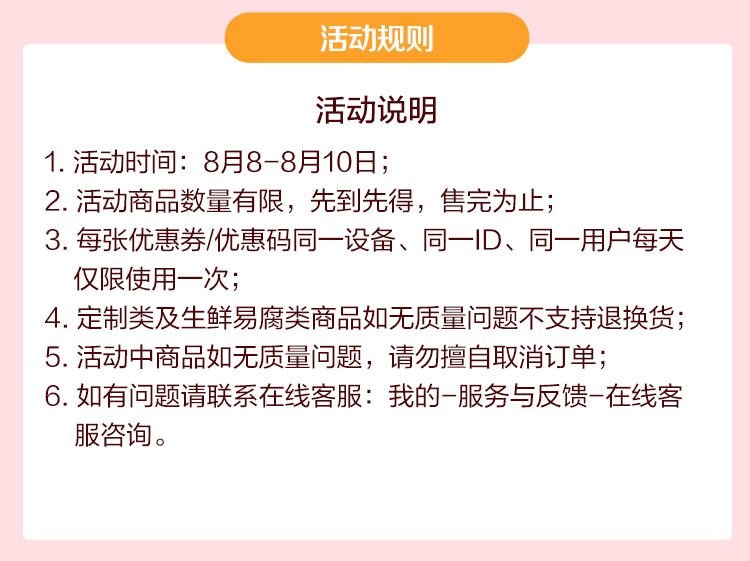 活动规则
活动说明
1. 活动时间：8月8-8月10日；
2. 活动商品数量有限，先到先得，售完为止；
3. 每张优惠券/优惠码同一设备、同一ID、同一用户每天
仅限使用一次；
4. 定制类及生鲜易腐类商品如无质量问题不支持退换货；
5. 活动中商品如无质量问题，请勿擅自取消订单；
6. 如有问题请联系在线客服：我的-服务与反馈-在线客
服咨询。